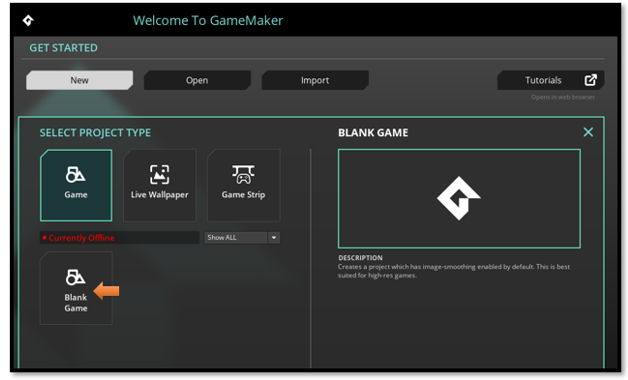 Welcome To GameMaker
GET STARTED
New
Open
Import
Tutorials
Opens in web browser
SELECT PROJECT TYPE
Game
Live Wallpaper
Game Strip
Currently Offline
Show ALL
Blank
Game
BLANK GAME
DESCRIPTION
Creates a project which has image-smoothing enabled by default. This is best
suited for high-res games.